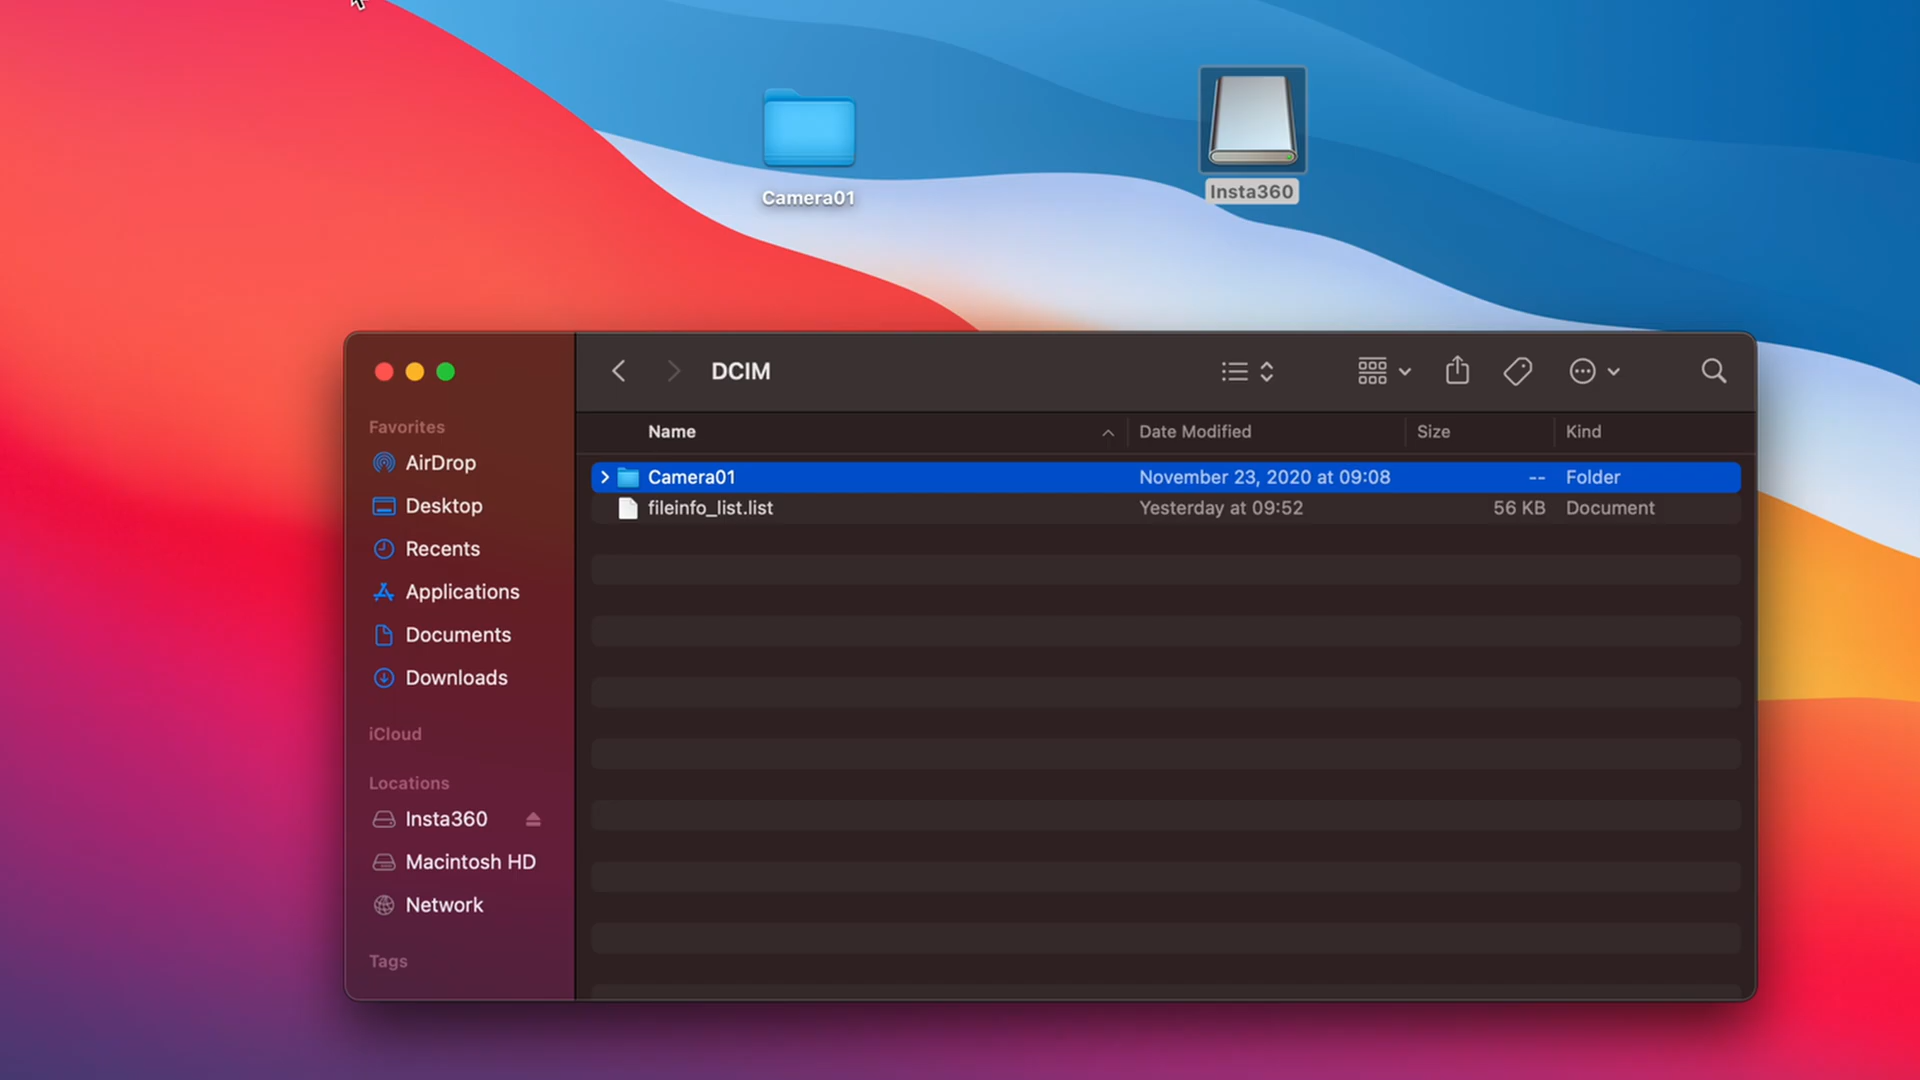 Camera01
Insta360
DCIM
Favorites
AirDrop
Desktop
Recents
Applications
Documents
Downloads
iCloud
Locations
Insta360
Macintosh HD
Network
Tags
Name Date Modified Size Kind
Camera01 November 23, 2020 at 09:08 -- Folder
fileinfo_list.list Yesterday at 09:52 56 KB Document